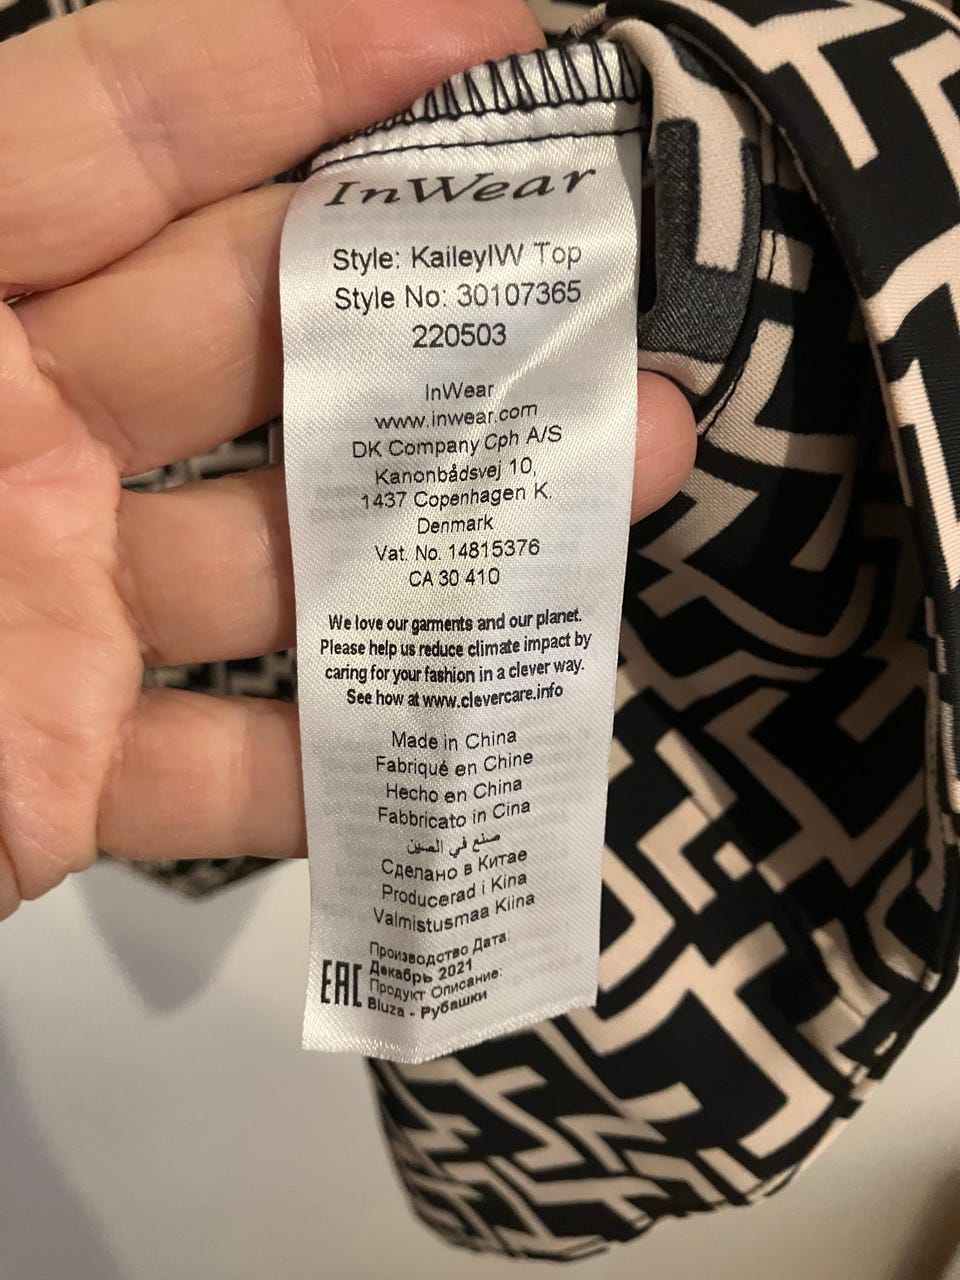 InWear
Style: KaileyIW Top
Style No: 30107365
220503
InWear
www.inwear.com
DK Company Cph A/S
Kanonbådsvej 10,
1437 Copenhagen K.
Denmark
Vat. No. 14815376
CA 30 410
We love our garments and our planet.
Please help us reduce climate impact by
caring for your fashion in a clever way.
See how at www.clevercare.info
Made in China
Fabriqué en Chine
Hecho en China
Fabbricato in Cina
صنع في الصين
Сделано в Китае
Producerad i Kina
Valmistusmaa Kiina
Производство Дата:
Декабрь 2021
Продукт Описание:
Bluza - Рубашки
EAC